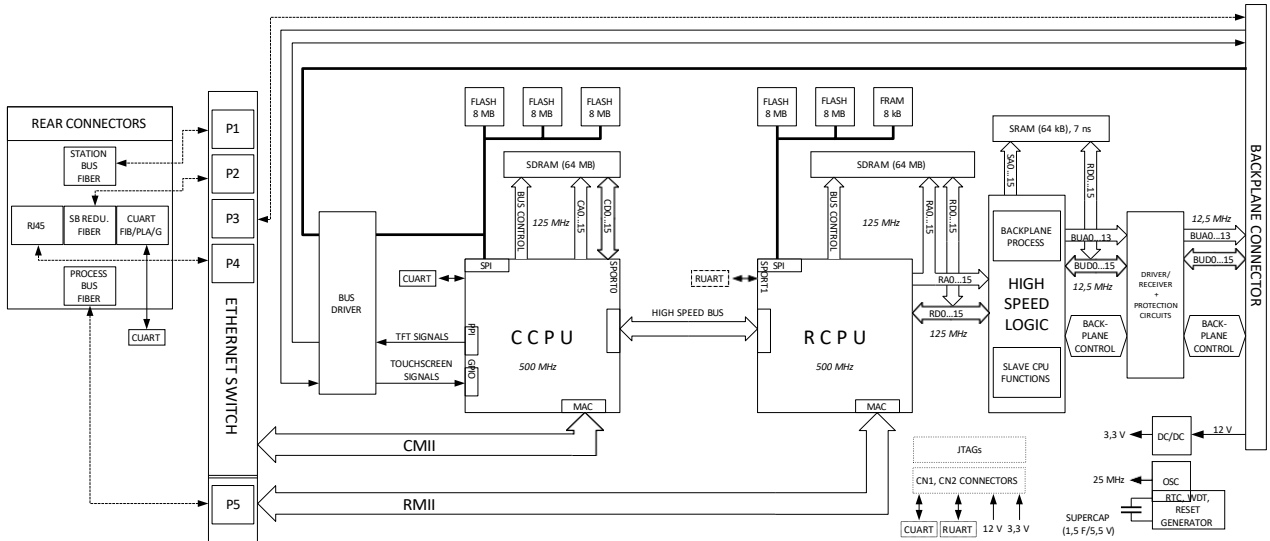 REAR CONNECTORS
STATION
BUS
FIBER
RJ45
SB REDU.
FIBER
CUART
FIB/PLA/G
PROCESS
BUS
FIBER
CUART
P1
P2
P3
P4
ETHERNET SWITCH
P5
BUS
DRIVER
FLASH
8 MB
FLASH
8 MB
FLASH
8 MB
SDRAM (64 MB)
BUS CONTROL
125 MHz
CA0...15
CD0...15
CUART
SPI
SPORT0
PPI
GPIO
TFT SIGNALS
TOUCHSCREEN
SIGNALS
CCPU
500 MHz
MAC
CMII
RMII
HIGH SPEED BUS
FLASH
8 MB
FLASH
8 MB
FRAM
8 kB
SDRAM (64 MB)
BUS CONTROL
125 MHz
RA0...15
RD0...15
RUART
SPORT1
SPI
RCPU
500 MHz
MAC
RA0...15
RD0...15
125 MHz
SRAM (64 kB), 7 ns
SA0...15
RD0...15
BACKPLANE
PROCESS
HIGH
SPEED
LOGIC
SLAVE CPU
FUNCTIONS
BUA0...13
BUD0...15
12,5 MHz
BACK-
PLANE
CONTROL
DRIVER/
RECEIVER
+
PROTECTION
CIRCUITS
12,5 MHz
BUA0...13
BUD0...15
BACK-
PLANE
CONTROL
BACKPLANE CONNECTOR
JTAGs
CN1, CN2 CONNECTORS
CUART
RUART
12 V
3,3 V
3,3 V
DC/DC
12 V
25 MHz
OSC
RTC, WDT,
RESET
GENERATOR
SUPERCAP
(1,5 F/5,5 V)